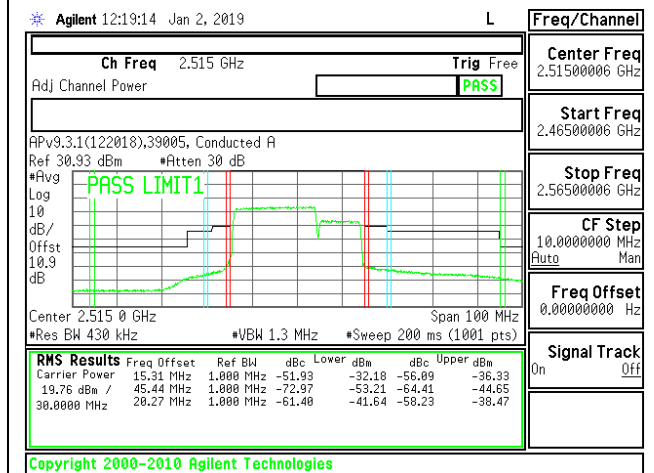 Agilent 12:19:14 Jan 2, 2019 L
Freq/Channel
Ch Freq 2.515 GHz Trig Free
Adj Channel Power PASS
APv9.3.1(122018),39005, Conducted A
Ref 30.93 dBm #Atten 30 dB
#Avg
Log
10
dB/
Offst
10.9
dB
PASS LIMIT1
Center 2.515 0 GHz Span 100 MHz
#Res BW 430 kHz #VBW 1.3 MHz #Sweep 200 ms (1001 pts)
RMS Results Freq Offset Ref BW dBc Lower dBm dBc Upper dBm
Carrier Power 15.31 MHz 1.000 MHz -51.93 -32.18 -56.09 -36.33
19.76 dBm / 45.44 MHz 1.000 MHz -72.97 -53.21 -64.41 -44.65
30.0000 MHz 20.27 MHz 1.000 MHz -61.40 -41.64 -58.23 -38.47
Copyright 2000-2010 Agilent Technologies
Center Freq
2.51500006 GHz
Start Freq
2.46500006 GHz
Stop Freq
2.56500006 GHz
CF Step
10.0000000 MHz
Auto Man
Freq Offset
0.00000000 Hz
Signal Track
On Off